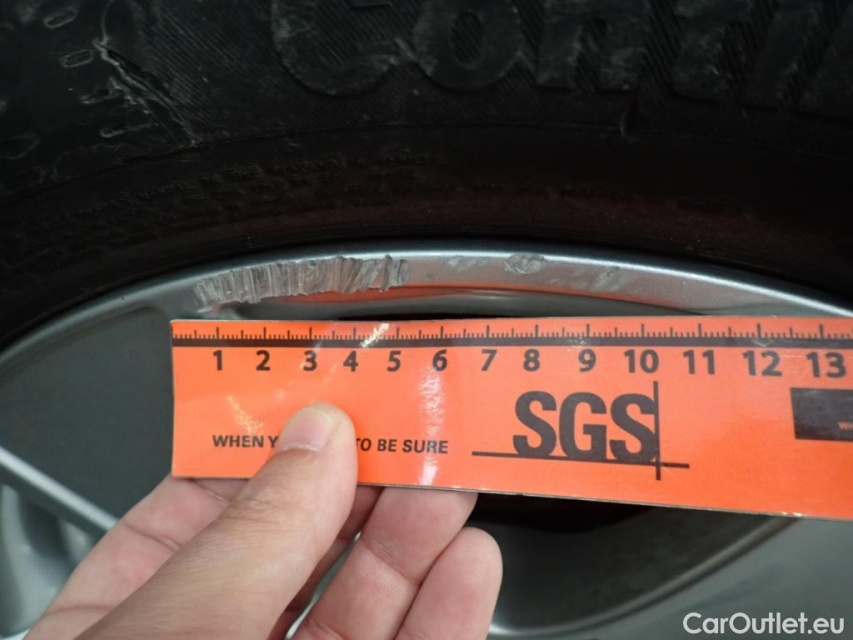 Conti
1 2 3 4 5 6 7 8 9 10 11 12 13
SGS
WHEN Y TO BE SURE
CarOutlet.eu